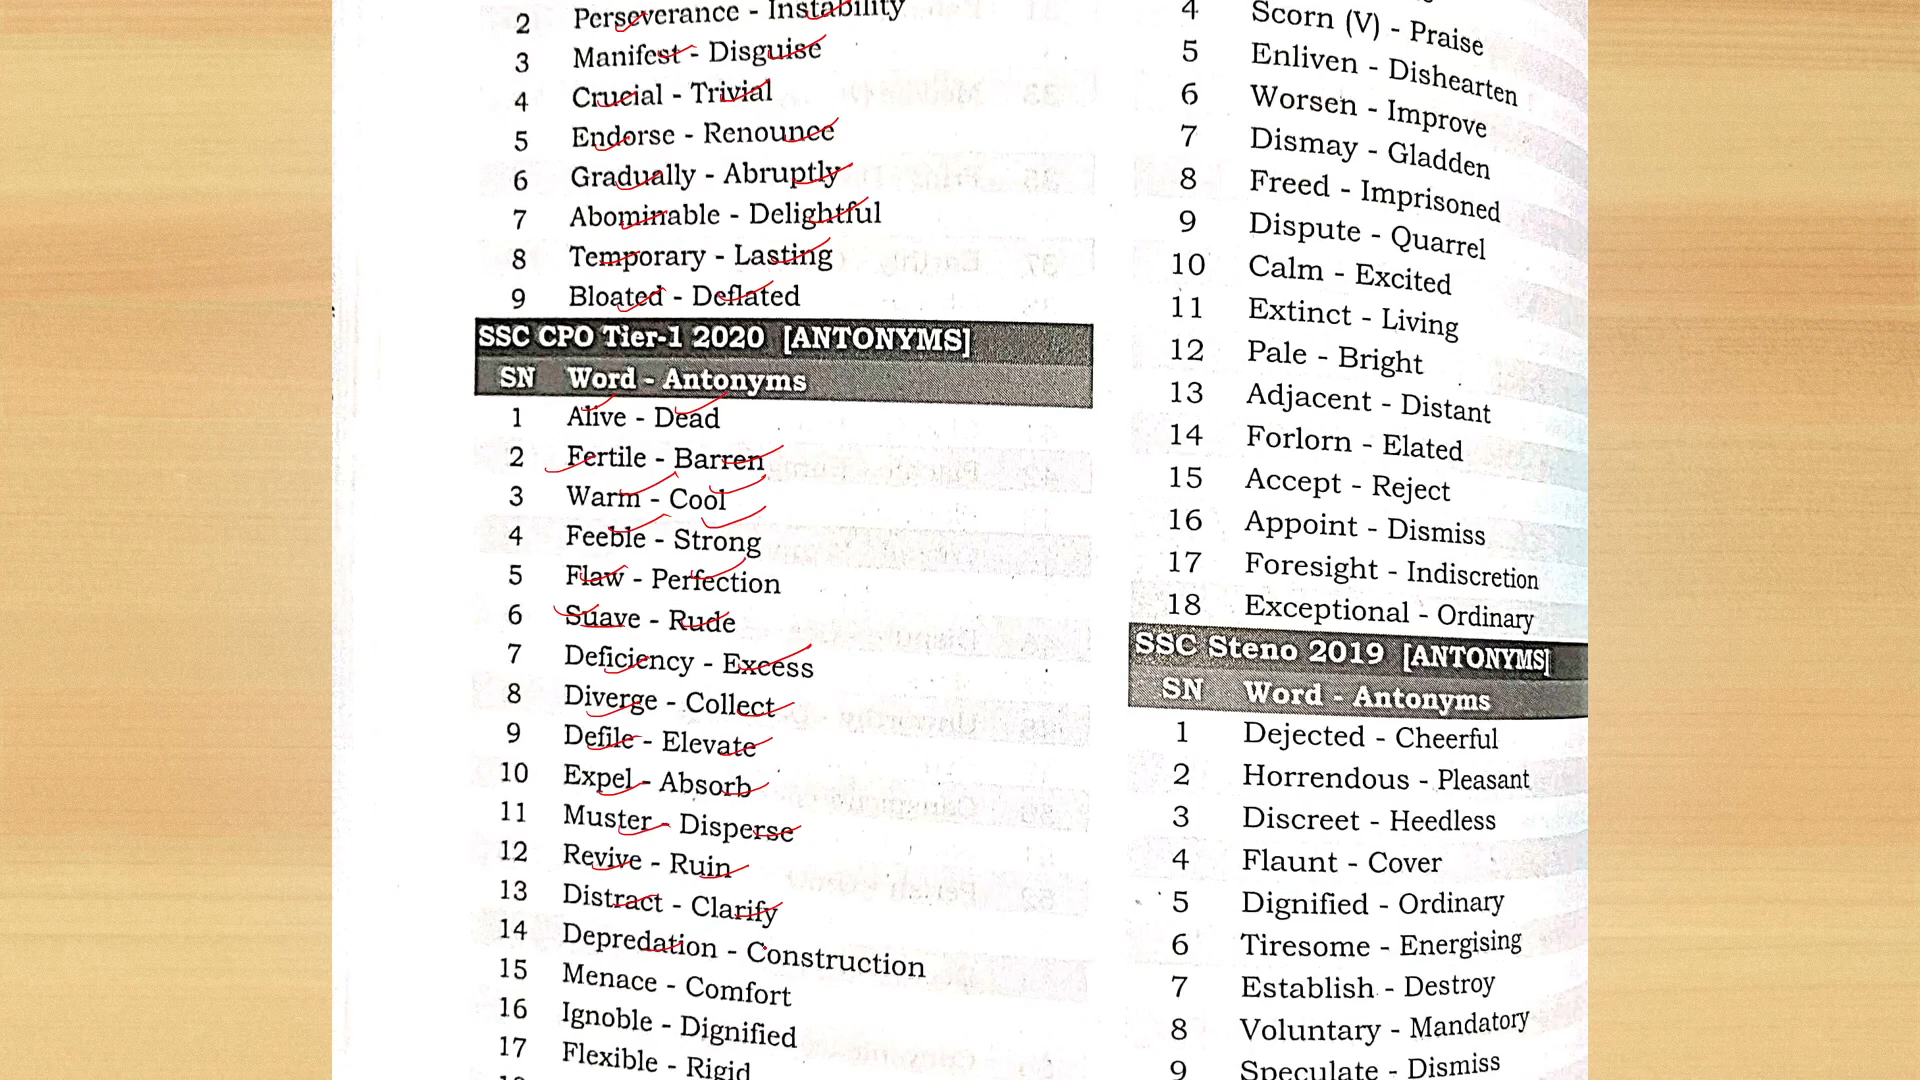 2 Perseverance - Instability
3 Manifest - Disguise
4 Crucial - Trivial
5 Endorse - Renounce
6 Gradually - Abruptly
7 Abominable - Delightful
8 Temporary - Lasting
9 Bloated - Deflated
SSC CPO Tier-1 2020 [ANTONYMS]
SN Word - Antonyms
1 Alive - Dead
2 Fertile - Barren
3 Warm - Cool
4 Feeble - Strong
5 Flaw - Perfection
6 Suave - Rude
7 Deficiency - Excess
8 Diverge - Collect
9 Defile - Elevate
10 Expel - Absorb
11 Muster - Disperse
12 Revive - Ruin
13 Distract - Clarify
14 Depredation - Construction
15 Menace - Comfort
16 Ignoble - Dignified
17 Flexible - Rigid
4 Scorn (V) - Praise
5 Enliven - Dishearten
6 Worsen - Improve
7 Dismay - Gladden
8 Freed - Imprisoned
9 Dispute - Quarrel
10 Calm - Excited
11 Extinct - Living
12 Pale - Bright
13 Adjacent - Distant
14 Forlorn - Elated
15 Accept - Reject
16 Appoint - Dismiss
17 Foresight - Indiscretion
18 Exceptional - Ordinary
SSC Steno 2019 [ANTONYMS]
SN Word - Antonyms
1 Dejected - Cheerful
2 Horrendous - Pleasant
3 Discreet - Heedless
4 Flaunt - Cover
5 Dignified - Ordinary
6 Tiresome - Energising
7 Establish - Destroy
8 Voluntary - Mandatory
9 Speculate - Dismiss